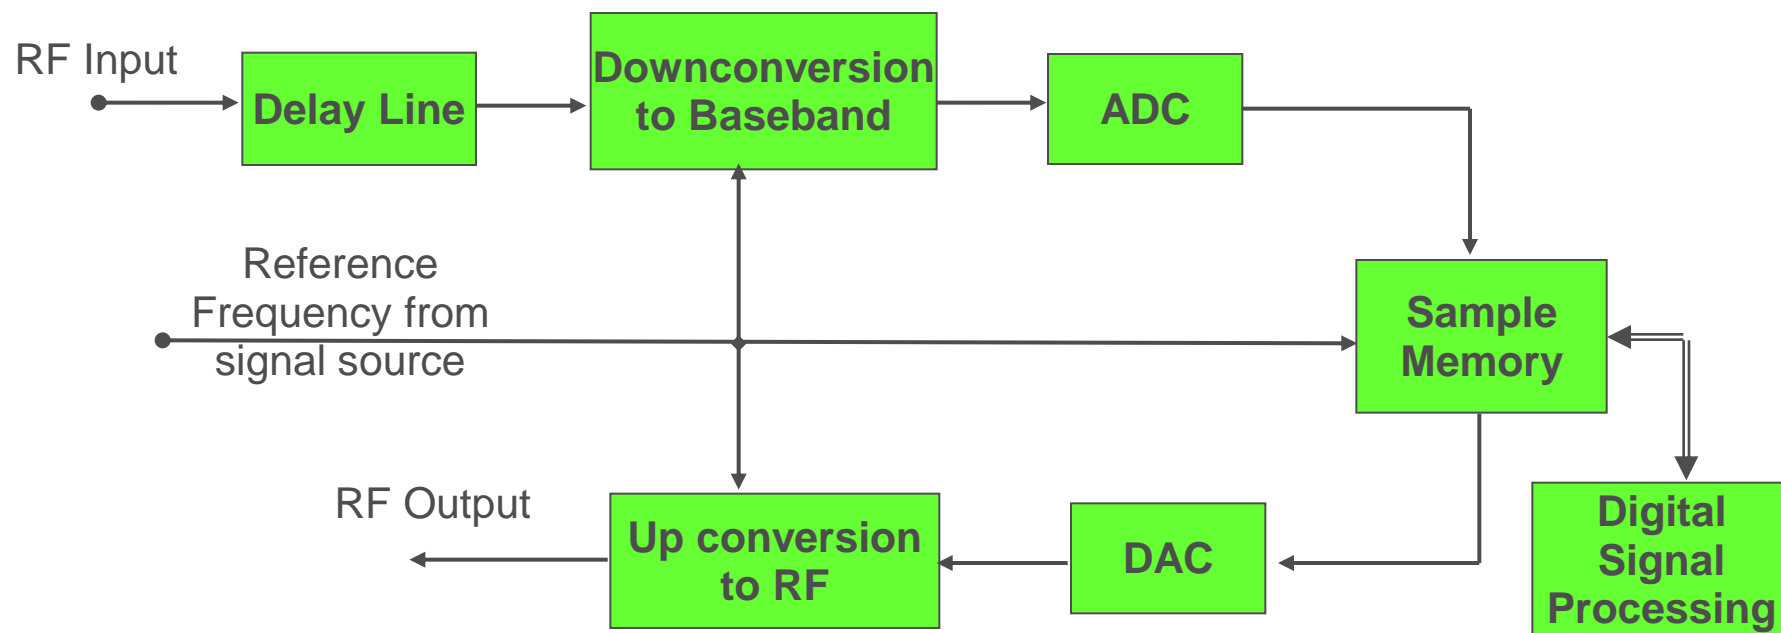 RF Input
Delay Line
Downconversion
to Baseband
ADC
Reference
Frequency from
signal source
Sample
Memory
RF Output
Up conversion
to RF
DAC
Digital
Signal
Processing